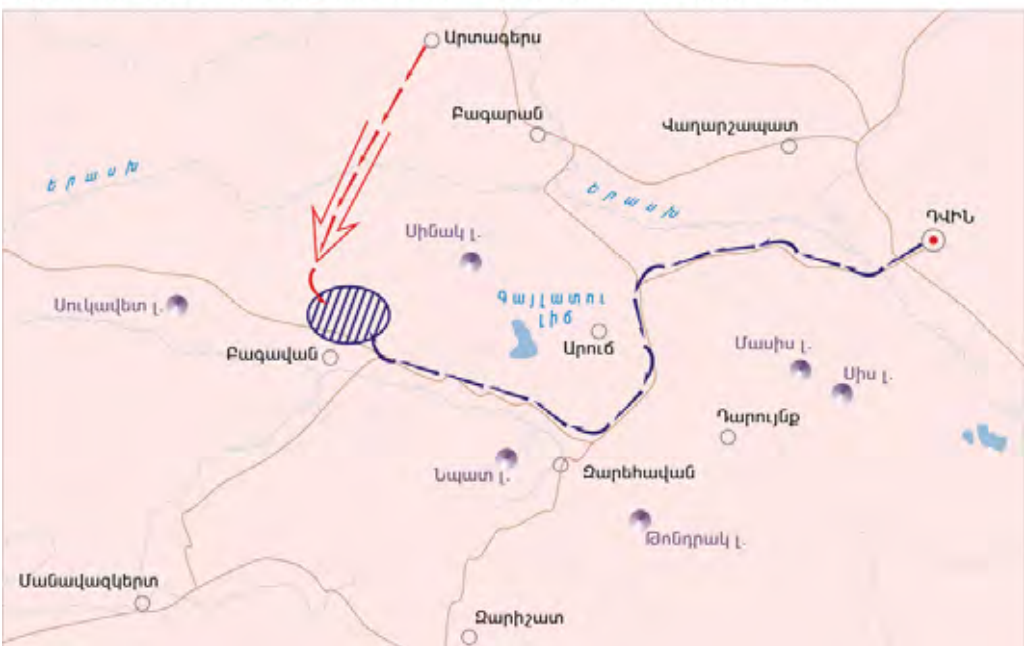 Արտագերս
Բագարան
Վաղարշապատ
Երասխ
Երասխ
ԴՎԻՆ
Սինակ լ.
Սուկավետ լ.
Գայլատու
լիճ
Արուճ
Բագավան
Մասիս լ.
Սիս լ.
Դարույնք
Նպատ լ.
Զարեհավան
Թոնդրակ լ.
Մանավազկերտ
Զարիշատ